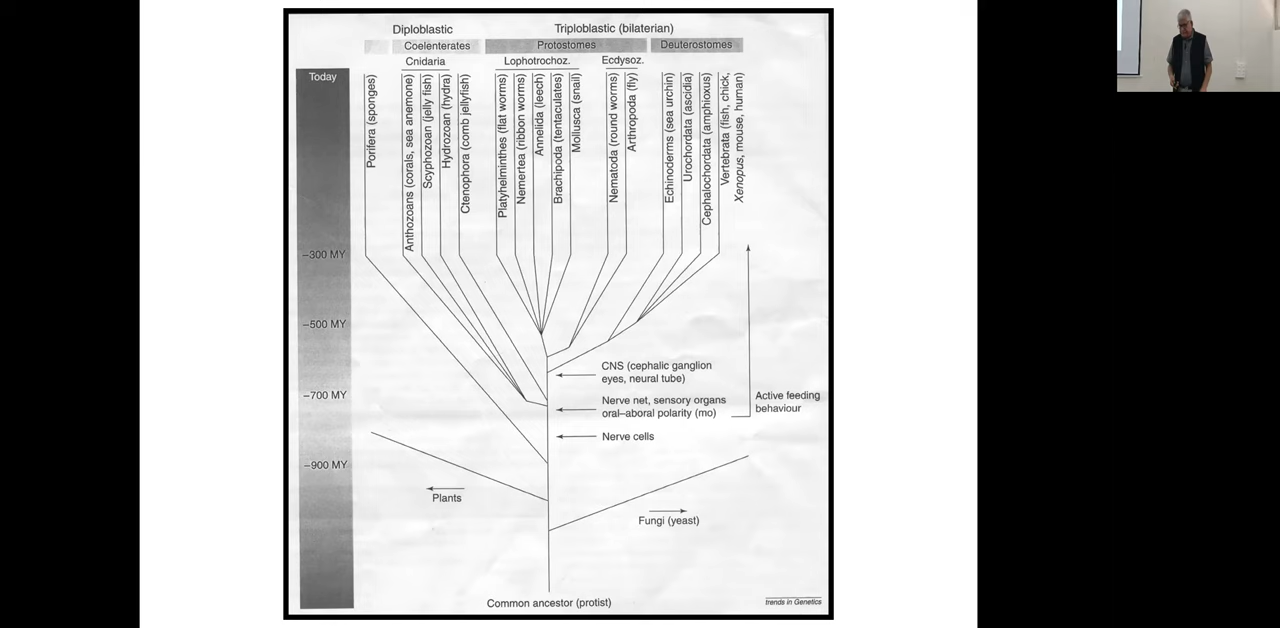 Diploblastic
Triploblastic (bilaterian)
Coelenterates
Protostomes
Deuterostomes
Cnidaria
Lophotrochoz.
Ecdysoz.
Today
Porifera (sponges)
Anthozoans (corals, sea anemone)
Scyphozoan (jelly fish)
Hydrozoan (hydra)
Ctenophora (comb jellyfish)
Platyhelminthes (flat worms)
Nemertea (ribbon worms)
Annelida (leech)
Brachipoda (tentaculates)
Mollusca (snail)
Nematoda (round worms)
Arthropoda (fly)
Echinoderms (sea urchin)
Urochordata (ascidia)
Cephalochordata (amphioxus)
Vertebrata (fish, chick,
Xenopus, mouse, human)
–300 MY
–500 MY
CNS (cephalic ganglion
eyes, neural tube)
–700 MY
Nerve net, sensory organs
oral–aboral polarity (mo)
Active feeding
behaviour
Nerve cells
–900 MY
Plants
Fungi (yeast)
Common ancestor (protist)
trends in Genetics